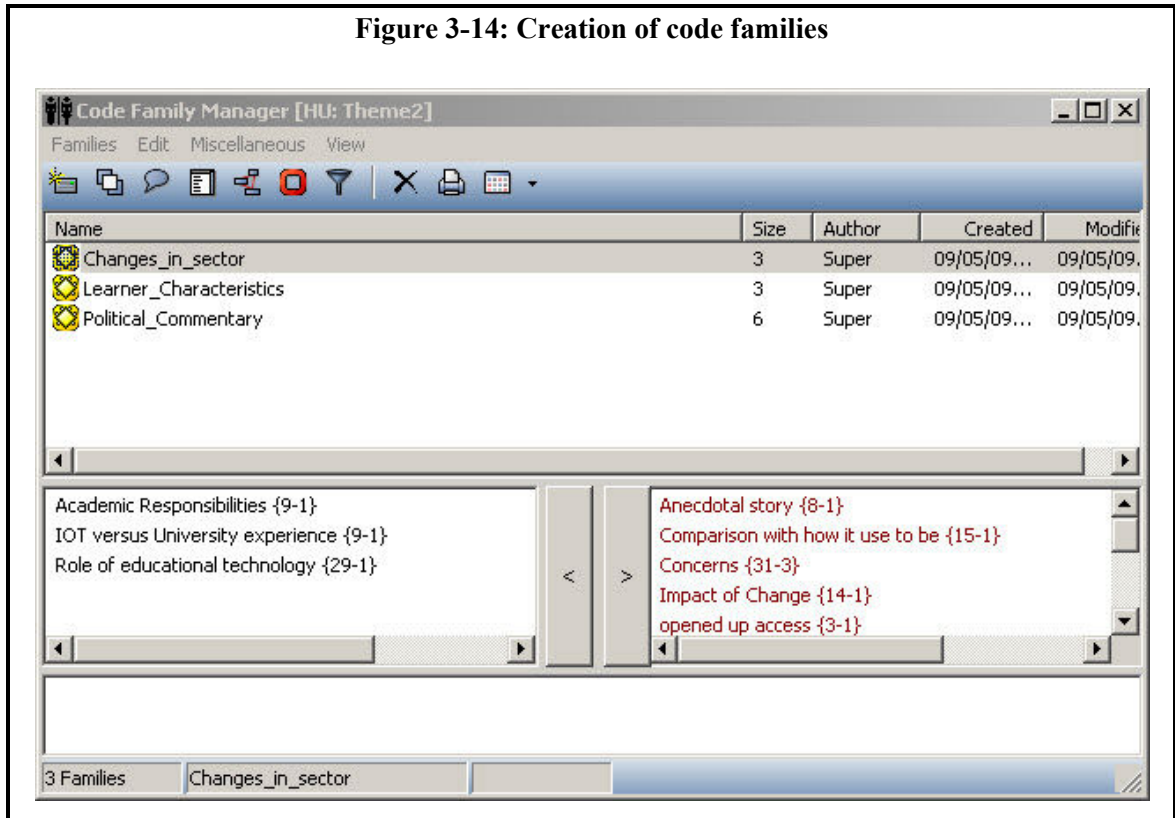 Figure 3-14: Creation of code families
Code Family Manager [HU: Theme2]
Families Edit Miscellaneous View
Name Size Author Created Modifie
Changes_in_sector 3 Super 09/05/09... 09/05/09.
Learner_Characteristics 3 Super 09/05/09... 09/05/09.
Political_Commentary 6 Super 09/05/09... 09/05/09.
Academic Responsibilities {9-1}
IOT versus University experience {9-1}
Role of educational technology {29-1}
< >
Anecdotal story {8-1}
Comparison with how it use to be {15-1}
Concerns {31-3}
Impact of Change {14-1}
opened up access {3-1}
3 Families Changes_in_sector